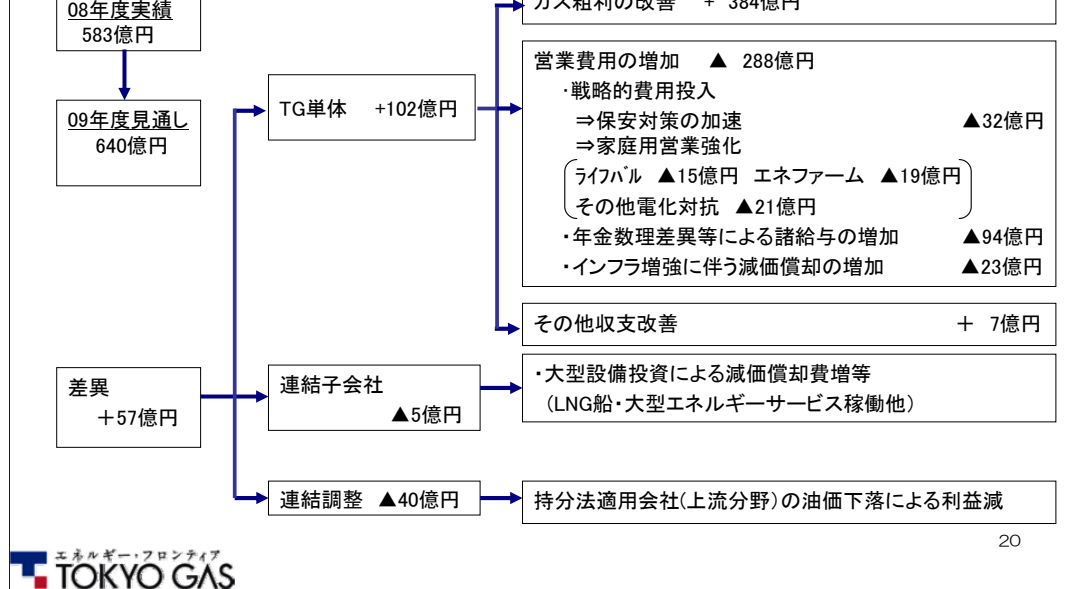 08年度実績
583億円
09年度見通し
640億円
差異
+57億円
TG単体 +102億円
連結子会社
▲5億円
連結調整 ▲40億円
ガス粗利の改善 + 384億円
営業費用の増加 ▲ 288億円
・戦略的費用投入
⇒保安対策の加速 ▲32億円
⇒家庭用営業強化
ライフバル ▲15億円 エネファーム ▲19億円
その他電化対抗 ▲21億円
・年金数理差異等による諸給与の増加 ▲94億円
・インフラ増強に伴う減価償却の増加 ▲23億円
その他収支改善 + 7億円
・大型設備投資による減価償却費増等
(LNG船・大型エネルギーサービス稼働他)
持分法適用会社(上流分野)の油価下落による利益減
20
エネルギー・フロンティア
TOKYO GAS